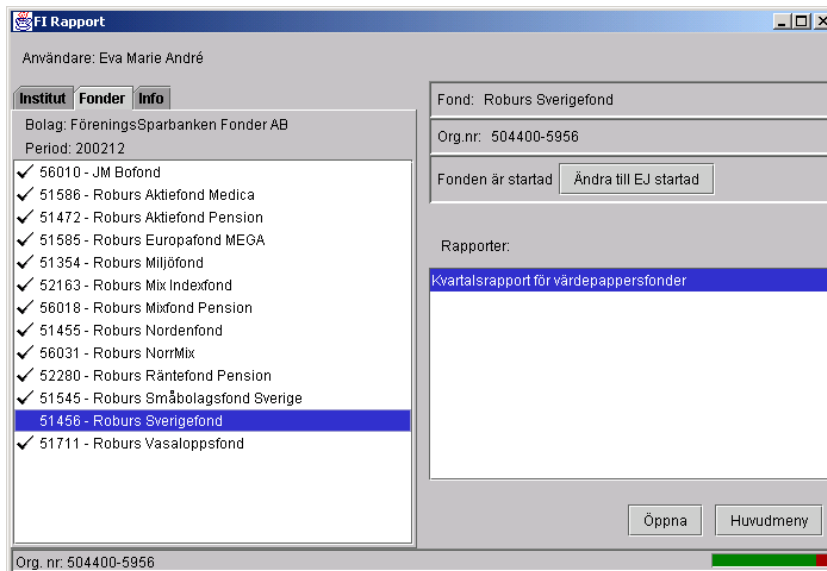 FI Rapport
Användare: Eva Marie André
Institut Fonder Info
Bolag: FöreningsSparbanken Fonder AB
Period: 200212
56010 - JM Bofond
51586 - Roburs Aktiefond Medica
51472 - Roburs Aktiefond Pension
51585 - Roburs Europafond MEGA
51354 - Roburs Miljöfond
52163 - Roburs Mix Indexfond
56018 - Roburs Mixfond Pension
51455 - Roburs Nordenfond
56031 - Roburs NorrMix
52280 - Roburs Räntefond Pension
51545 - Roburs Småbolagsfond Sverige
51456 - Roburs Sverigefond
51711 - Roburs Vasaloppsfond
Fond: Roburs Sverigefond
Org.nr: 504400-5956
Fonden är startad Ändra till EJ startad
Rapporter:
Kvartalsrapport för värdepappersfonder
Öppna Huvudmeny
Org. nr: 504400-5956